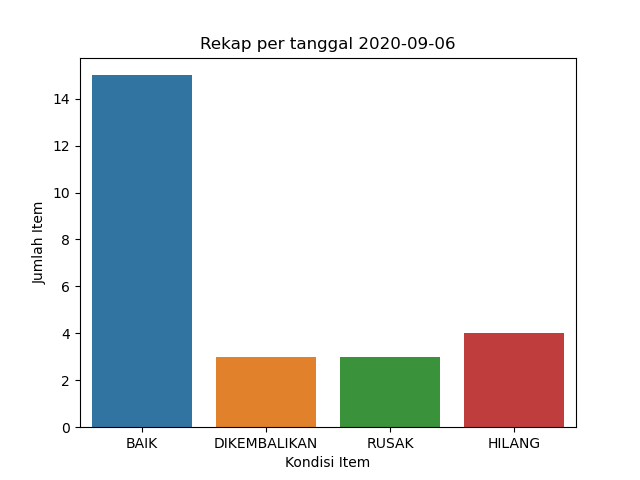 Rekap per tanggal 2020-09-06
14
12
10
8
6
4
2
0
Jumlah Item
BAIK DIKEMBALIKAN RUSAK HILANG
Kondisi Item